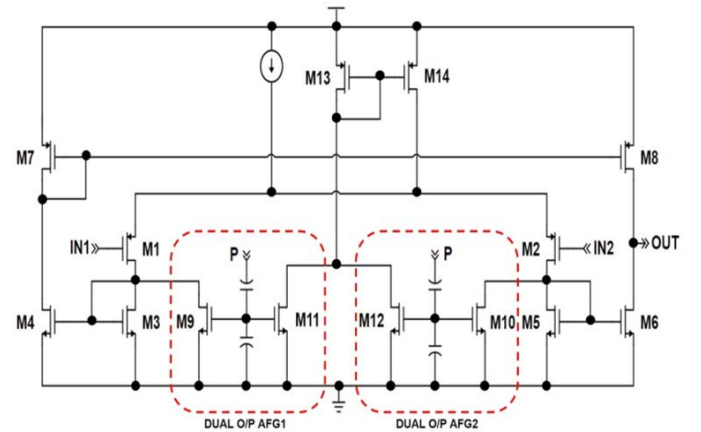 M13
M14
M7
M8
IN1
M1
P
P
M2
IN2
OUT
M4
M3
M9
M11
M12
M10
M5
M6
DUAL O/P AFG1
DUAL O/P AFG2